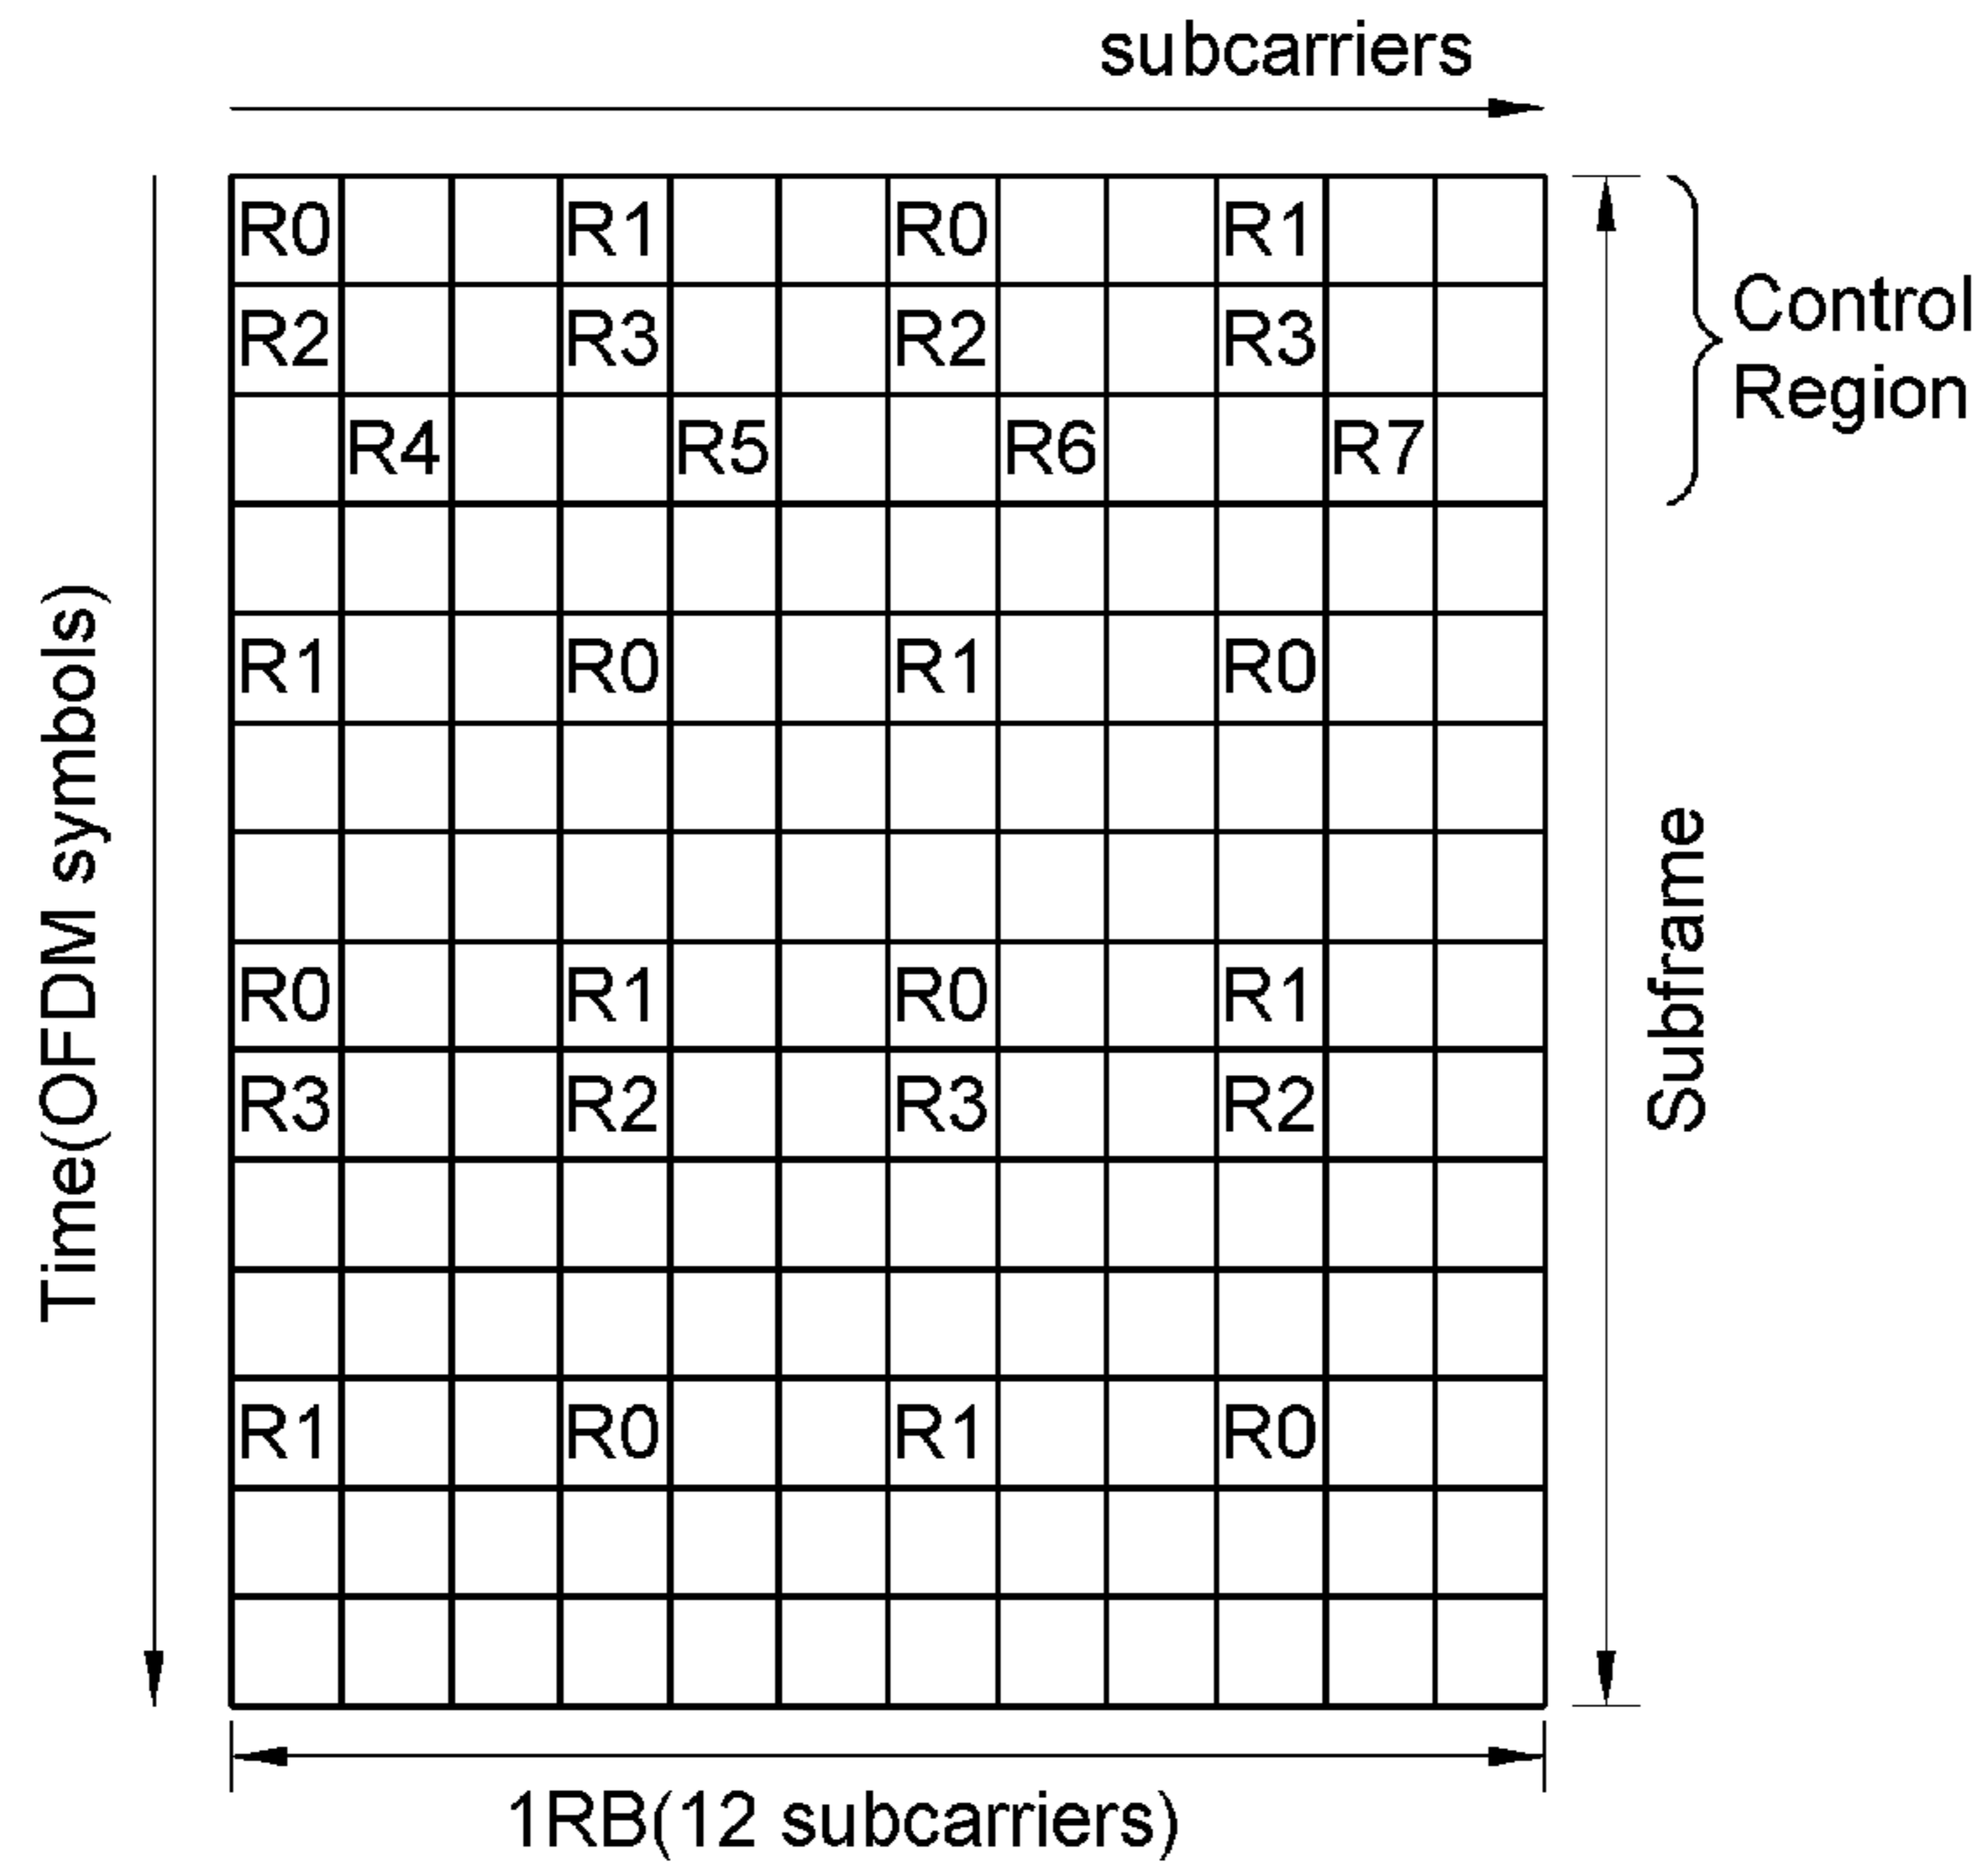 subcarriers
R0 R1 R0 R1
R2 R3 R2 R3
R4 R5 R6 R7
Control
Region
R1 R0 R1 R0
R0 R1 R0 R1
R3 R2 R3 R2
R1 R0 R1 R0
Time(OFDM symbols)
Subframe
1RB(12 subcarriers)